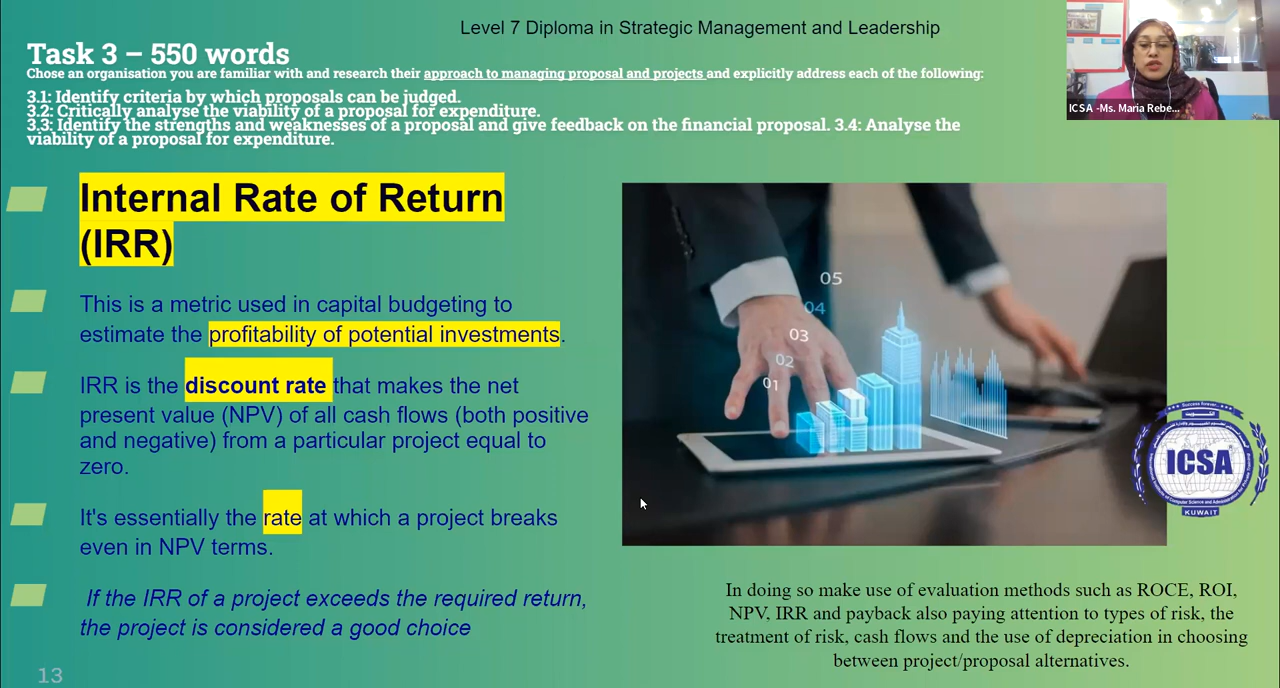 Level 7 Diploma in Strategic Management and Leadership
Task 3 – 550 words
Chose an organisation you are familiar with and research their approach to managing proposal and projects and explicitly address each of the following:
3.1: Identify criteria by which proposals can be judged.
3.2: Critically analyse the viability of a proposal for expenditure.
3.3: Identify the strengths and weaknesses of a proposal and give feedback on the financial proposal. 3.4: Analyse the
viability of a proposal for expenditure.
ICSA -Ms. Maria Rebe...
Internal Rate of Return
(IRR)
This is a metric used in capital budgeting to
estimate the profitability of potential investments.
IRR is the discount rate that makes the net
present value (NPV) of all cash flows (both positive
and negative) from a particular project equal to
zero.
It's essentially the rate at which a project breaks
even in NPV terms.
If the IRR of a project exceeds the required return,
the project is considered a good choice
05
04
03
02
01
Success forever...
ICSA
KUWAIT
In doing so make use of evaluation methods such as ROCE, ROI,
NPV, IRR and payback also paying attention to types of risk, the
treatment of risk, cash flows and the use of depreciation in choosing
between project/proposal alternatives.
13